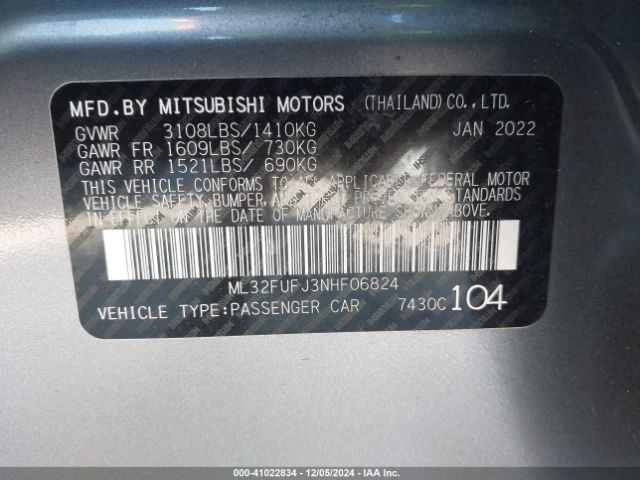 MFD.BY MITSUBISHI MOTORS (THAILAND)CO.,LTD.
GVWR 3108LBS/1410KG JAN 2022
GAWR FR 1609LBS/ 730KG
GAWR RR 1521LBS/ 690KG
THIS VEHICLE CONFORMS TO ALL APPLICABLE FEDERAL MOTOR
VEHICLE SAFETY, BUMPER, AND THEFT PREVENTION STANDARDS
IN EFFECT ON THE DATE OF MANUFACTURE SHOWN ABOVE.
ML32FUFJ3NHF06824
VEHICLE TYPE:PASSENGER CAR 7430C 104
000-41022834 | 12/05/2024 | IAAI.com